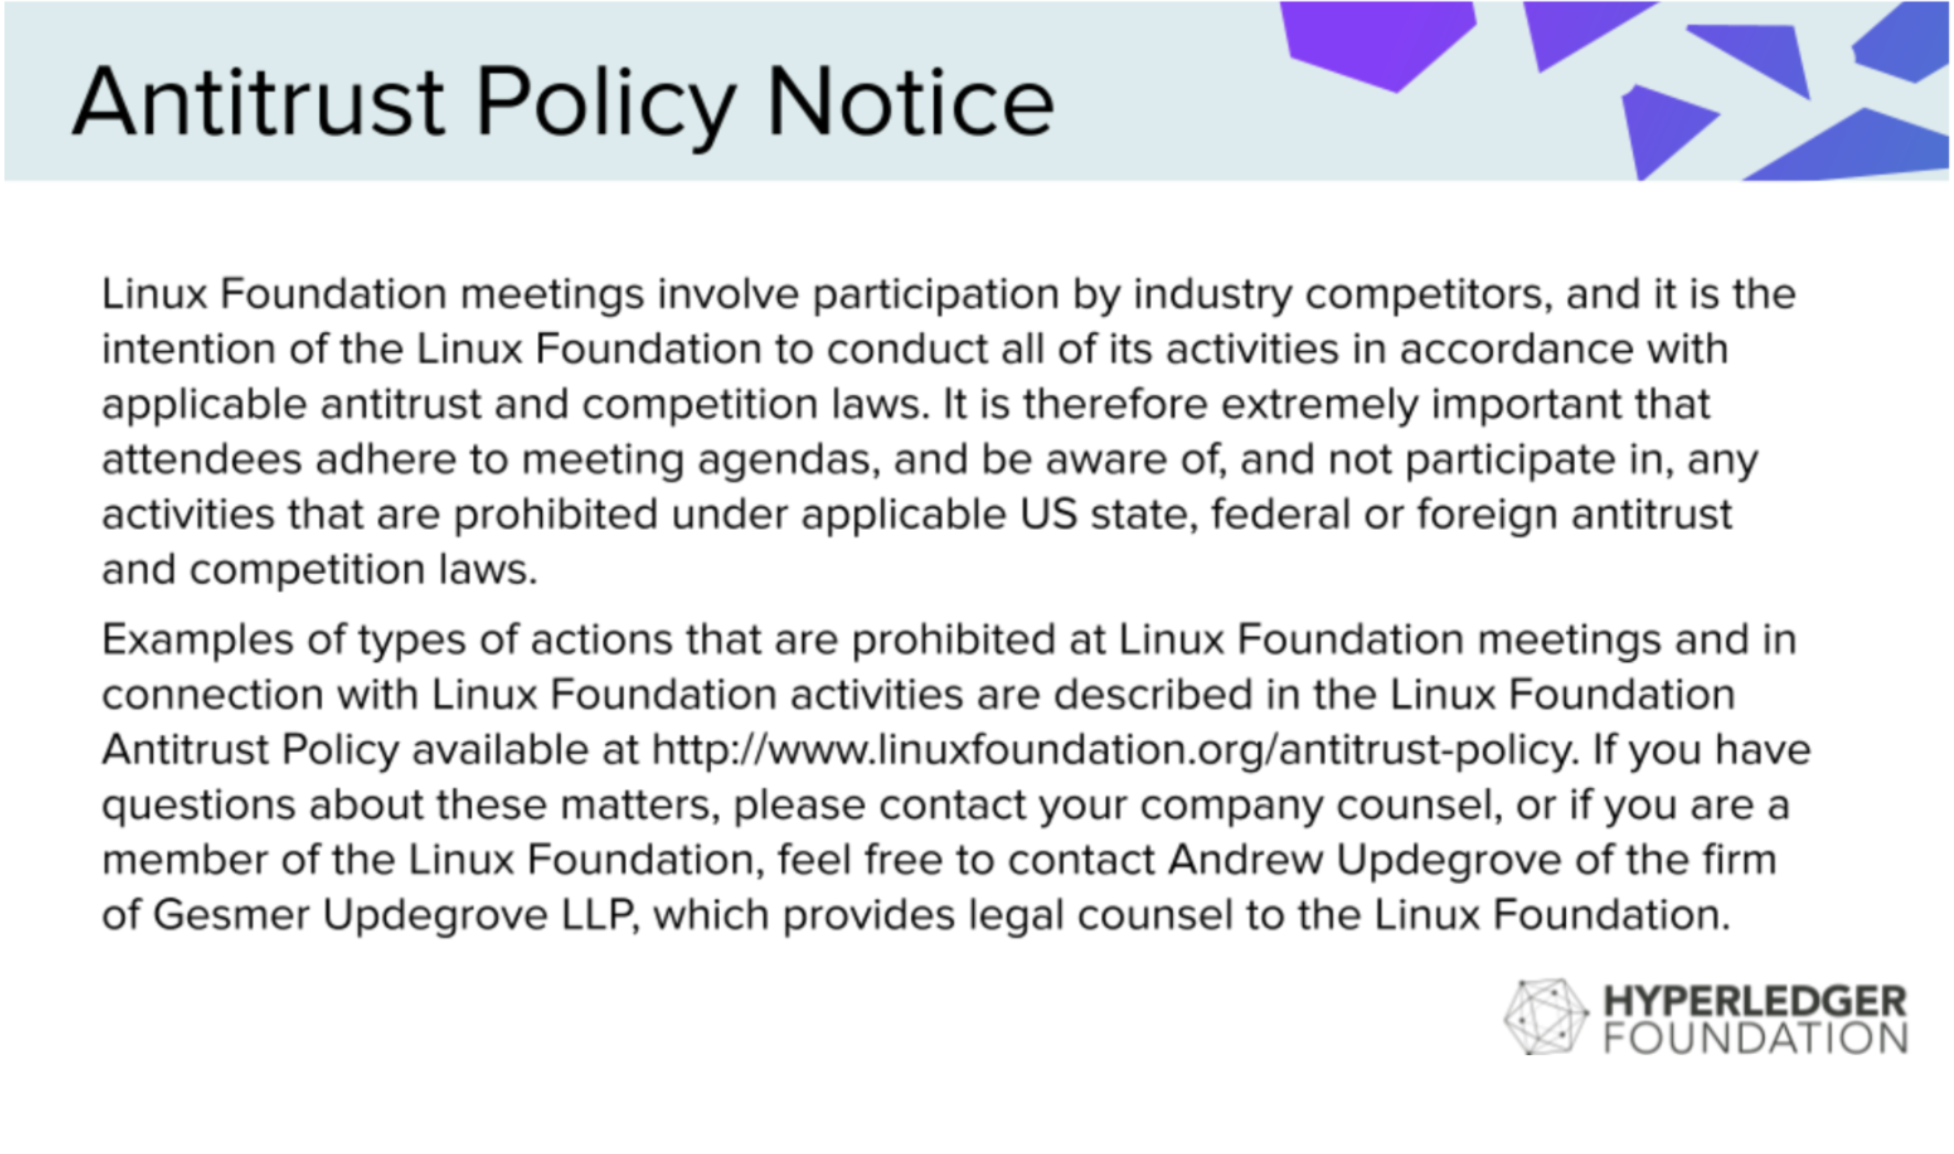 Antitrust Policy Notice
Linux Foundation meetings involve participation by industry competitors, and it is the
intention of the Linux Foundation to conduct all of its activities in accordance with
applicable antitrust and competition laws. It is therefore extremely important that
attendees adhere to meeting agendas, and be aware of, and not participate in, any
activities that are prohibited under applicable US state, federal or foreign antitrust
and competition laws.
Examples of types of actions that are prohibited at Linux Foundation meetings and in
connection with Linux Foundation activities are described in the Linux Foundation
Antitrust Policy available at http://www.linuxfoundation.org/antitrust-policy. If you have
questions about these matters, please contact your company counsel, or if you are a
member of the Linux Foundation, feel free to contact Andrew Updegrove of the firm
of Gesmer Updegrove LLP, which provides legal counsel to the Linux Foundation.
HYPERLEDGER
FOUNDATION